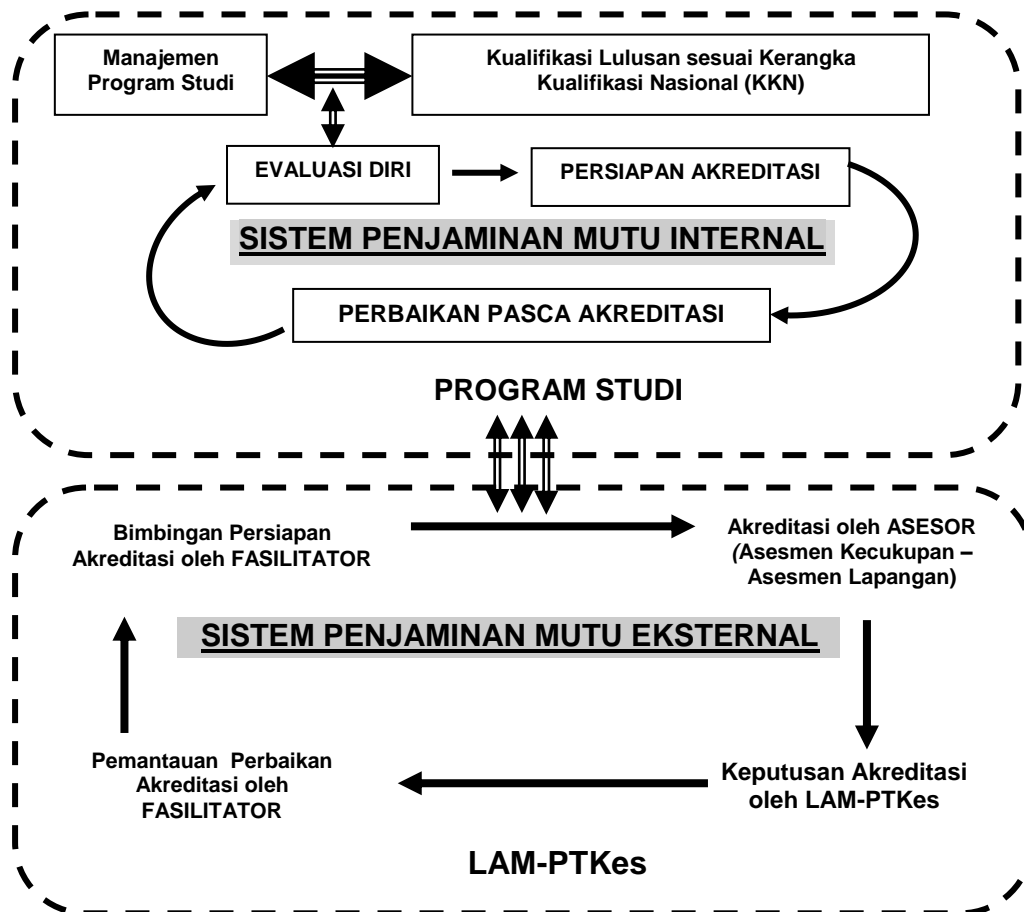 Manajemen
Program Studi
Kualifikasi Lulusan sesuai Kerangka
Kualifikasi Nasional (KKN)
EVALUASI DIRI
PERSIAPAN AKREDITASI
SISTEM PENJAMINAN MUTU INTERNAL
PERBAIKAN PASCA AKREDITASI
PROGRAM STUDI
Bimbingan Persiapan
Akreditasi oleh FASILITATOR
Akreditasi oleh ASESOR
(Asesmen Kecukupan –
Asesmen Lapangan)
SISTEM PENJAMINAN MUTU EKSTERNAL
Pemantauan Perbaikan
Akreditasi oleh
FASILITATOR
Keputusan Akreditasi
oleh LAM-PTKes
LAM-PTKes